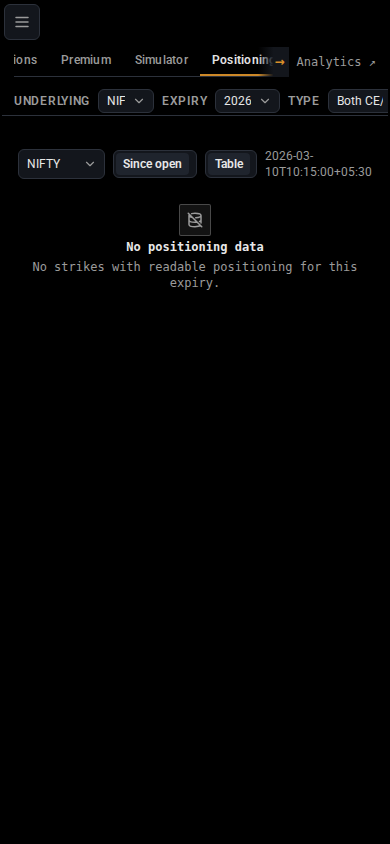 ions Premium Simulator Positioning → Analytics ↗
UNDERLYING NIF EXPIRY 2026 TYPE Both CE/
NIFTY Since open Table 2026-03-
10T10:15:00+05:30
No positioning data
No strikes with readable positioning for this
expiry.